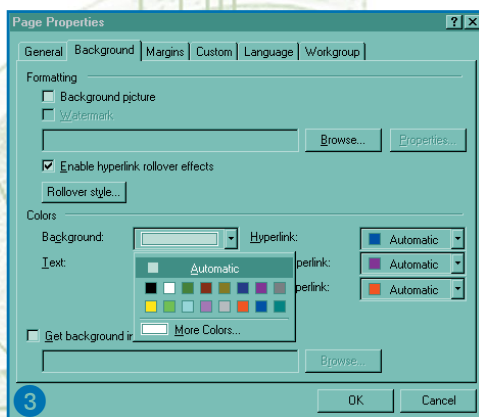 Page Properties
General Background Margins Custom Language Workgroup
Formatting
Background picture
Watermark
Browse... Properties...
Enable hyperlink rollover effects
Rollover style...
Colors
Background: Hyperlink: Automatic
Text: Automatic perlink: Automatic
perlink: Automatic
More Colors...
Get background in
Browse...
3 OK Cancel